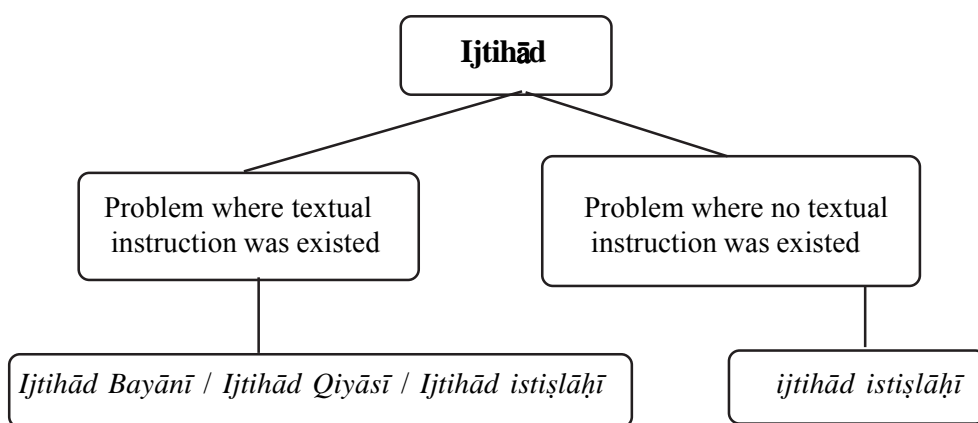 Ijtihād
Problem where textual
instruction was existed
Problem where no textual
instruction was existed
Ijtihād Bayānī / Ijtihād Qiyāsī / Ijtihād istiṣlāḥī
ijtihād istiṣlāḥī